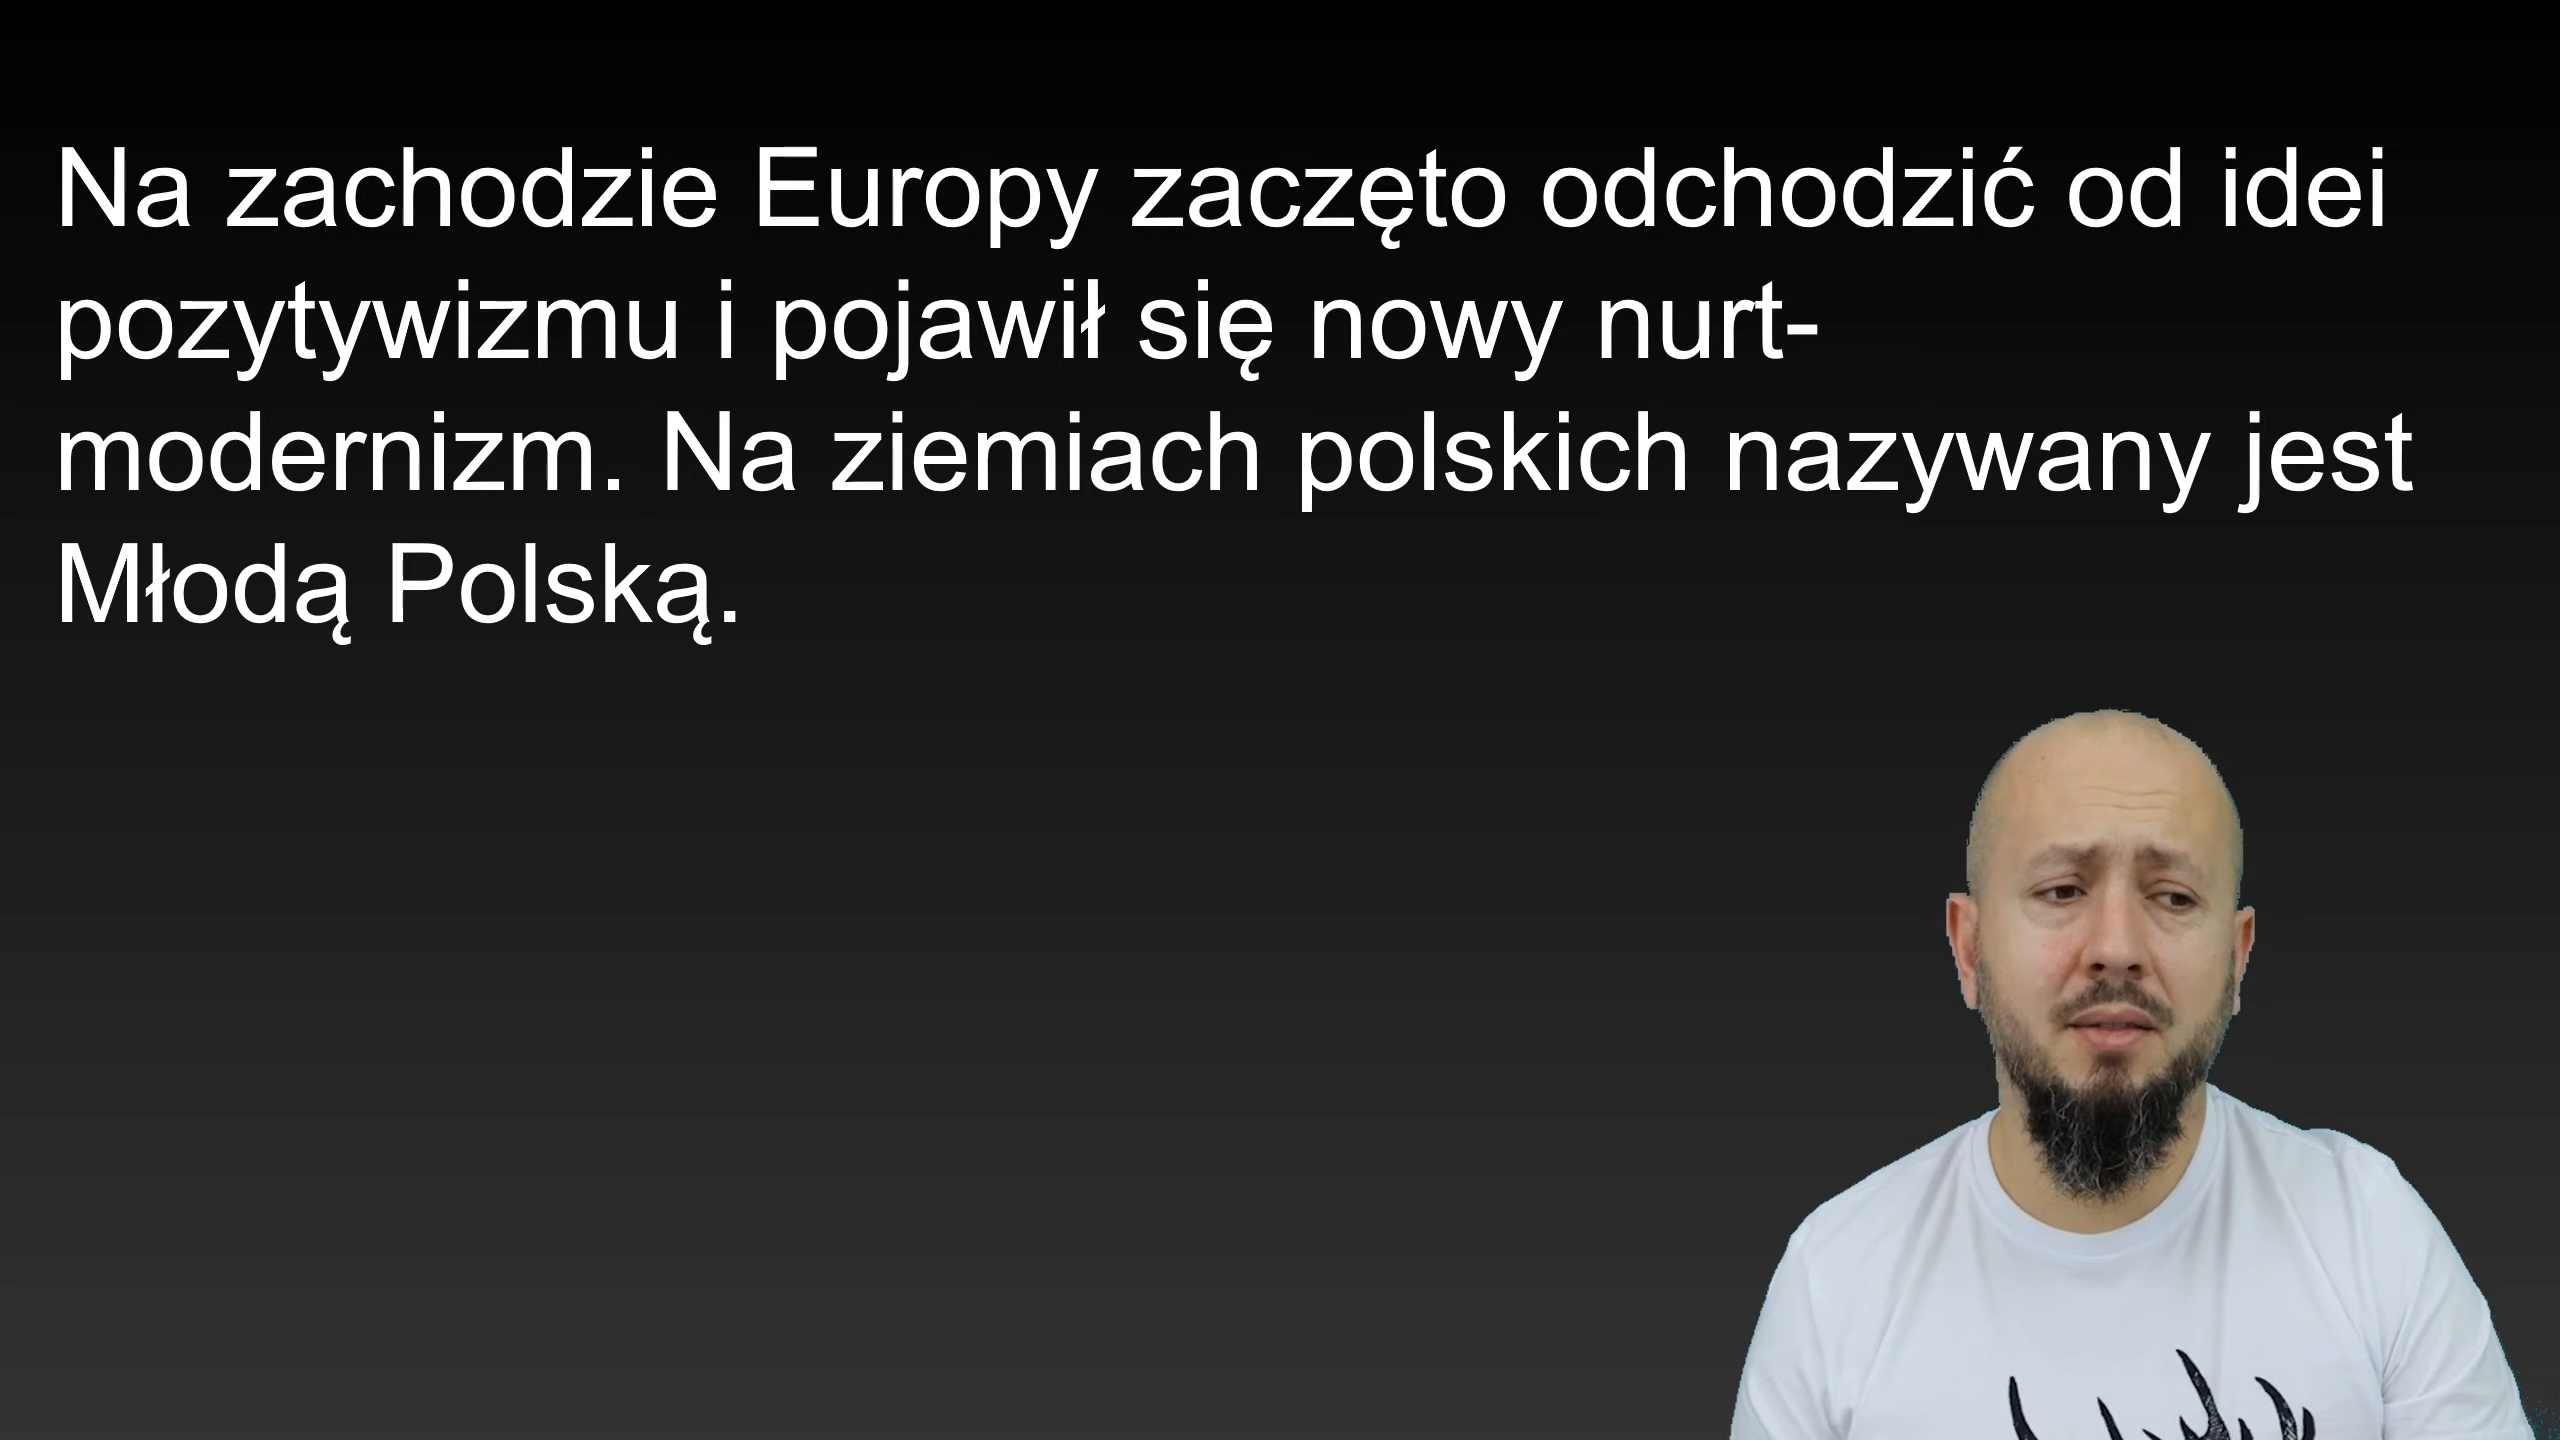 Na zachodzie Europy zaczęto odchodzić od idei
pozytywizmu i pojawił się nowy nurt-
modernizm. Na ziemiach polskich nazywany jest
Młodą Polską.